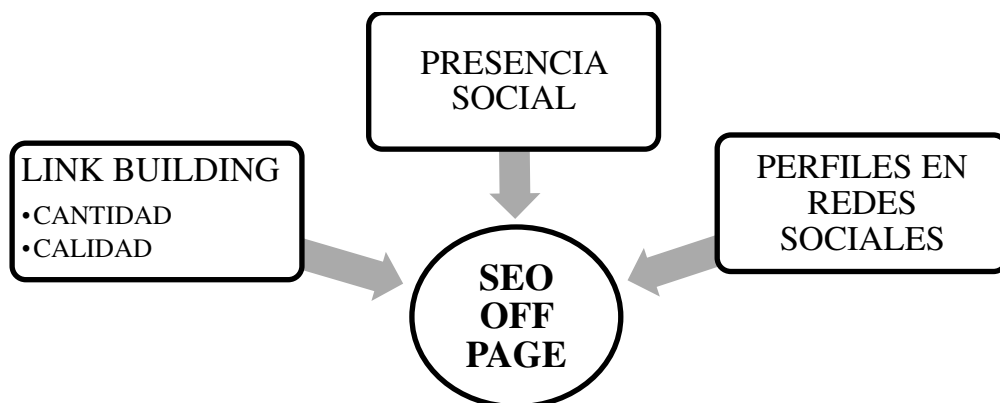 PRESENCIA
SOCIAL
LINK BUILDING
•CANTIDAD
•CALIDAD
PERFILES EN
REDES
SOCIALES
SEO
OFF
PAGE